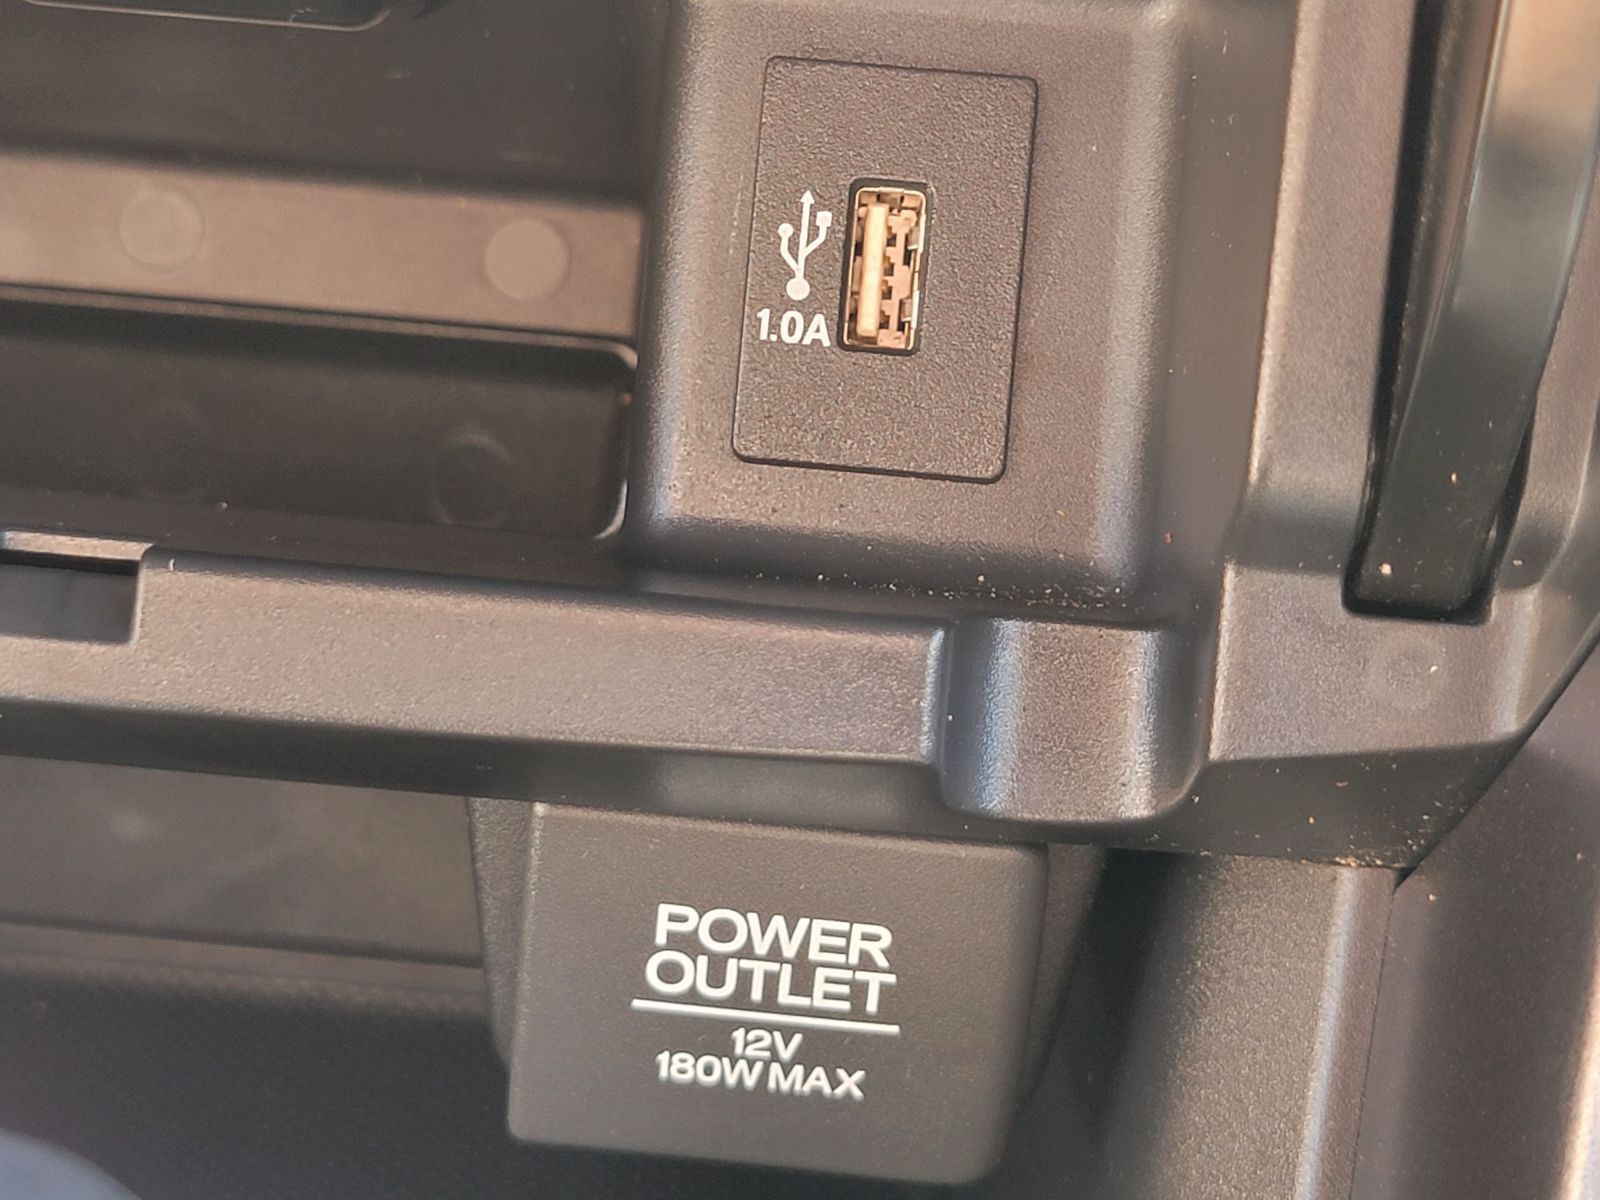 1.0A
POWER
OUTLET
12V
180W MAX